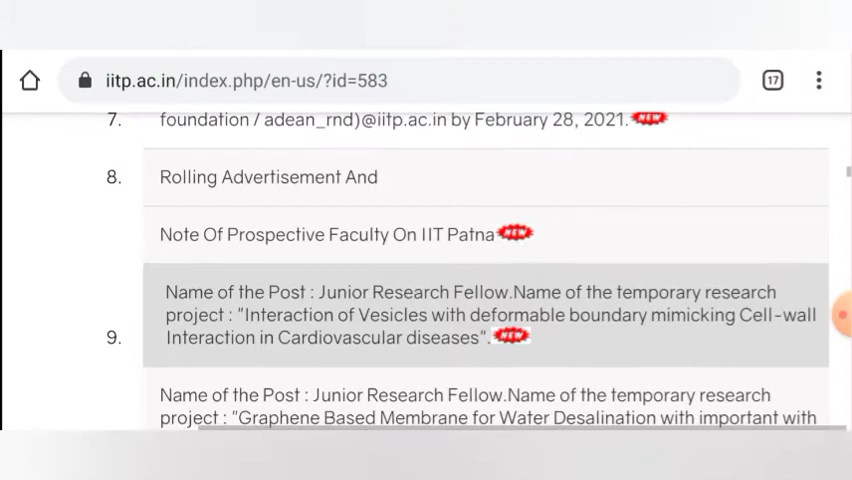 iitp.ac.in/index.php/en-us/?id=583
17
7. foundation / adean_rnd)@iitp.ac.in by February 28, 2021. NEW
8. Rolling Advertisement And
Note Of Prospective Faculty On IIT Patna NEW
Name of the Post : Junior Research Fellow.Name of the temporary research
project : "Interaction of Vesicles with deformable boundary mimicking Cell-wall
9. Interaction in Cardiovascular diseases". NEW
Name of the Post : Junior Research Fellow.Name of the temporary research
project : "Graphene Based Membrane for Water Desalination with important with